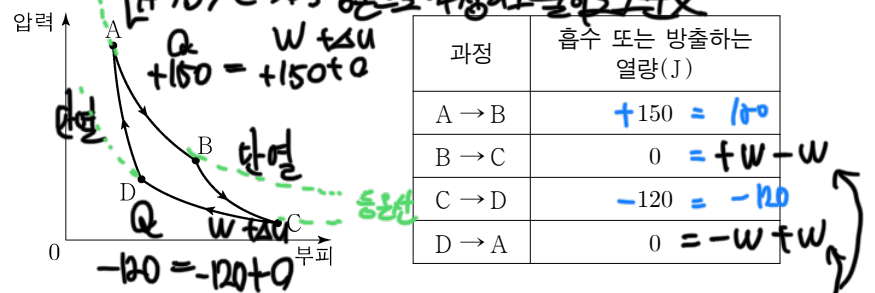 압력
A
Q W + Δu
+150 = +150+0
단열
B
단열
D
등온선
C
Q W + Δu
0
부피
-120 = -120+0
과정 흡수 또는 방출하는 열량(J)
A → B +150 = 150
B → C 0 = +W - W
C → D -120 = -120
D → A 0 = -W + W